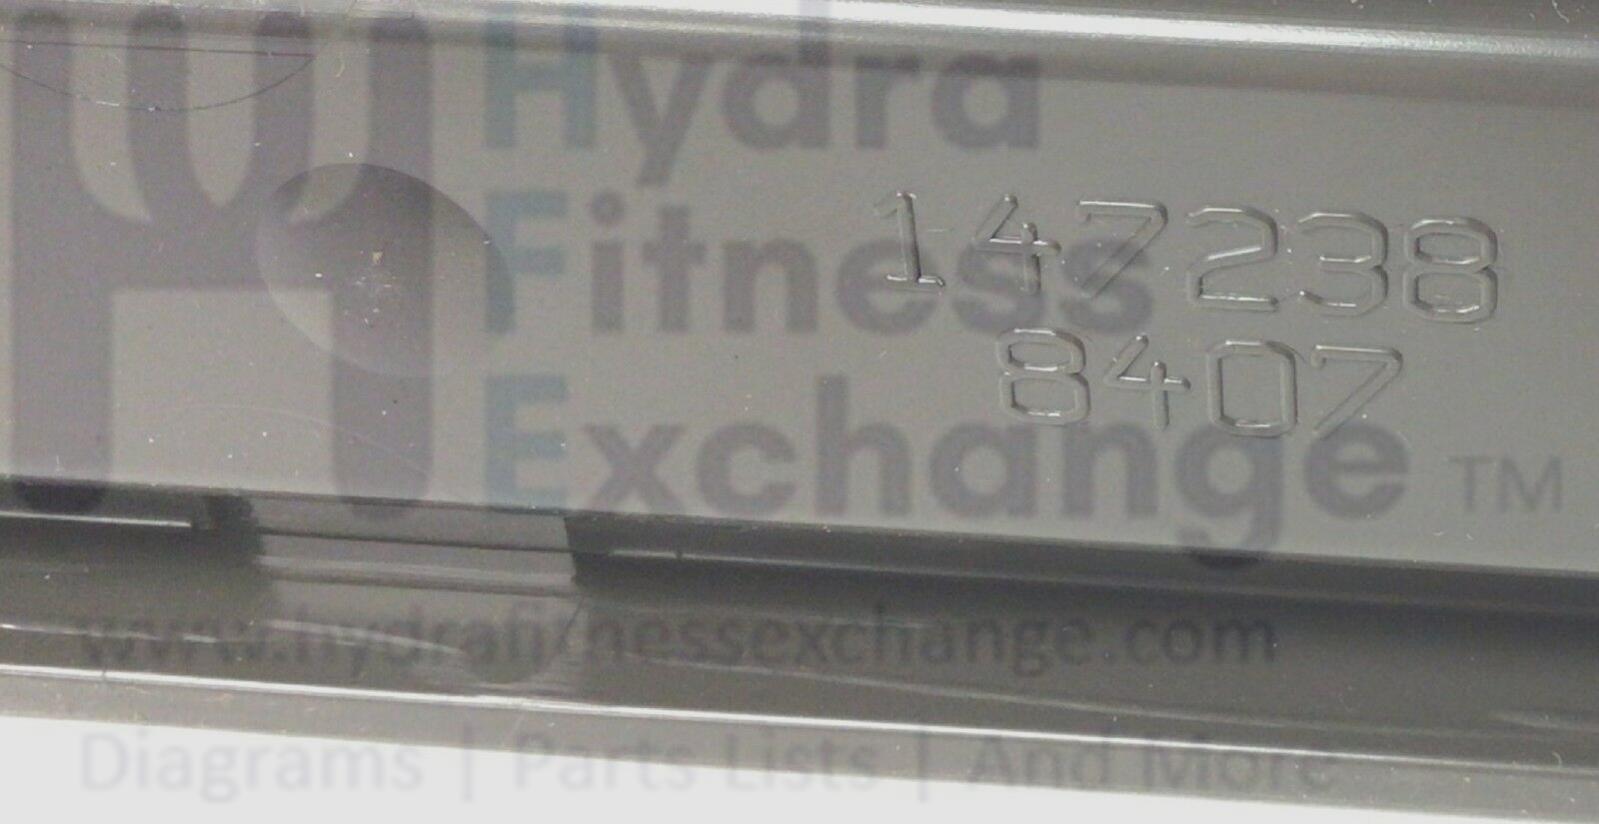 Hydra
Fitness
Exchange TM
147238
8407
www.hydrafitnessexchange.com
Diagrams | Parts Lists | And More